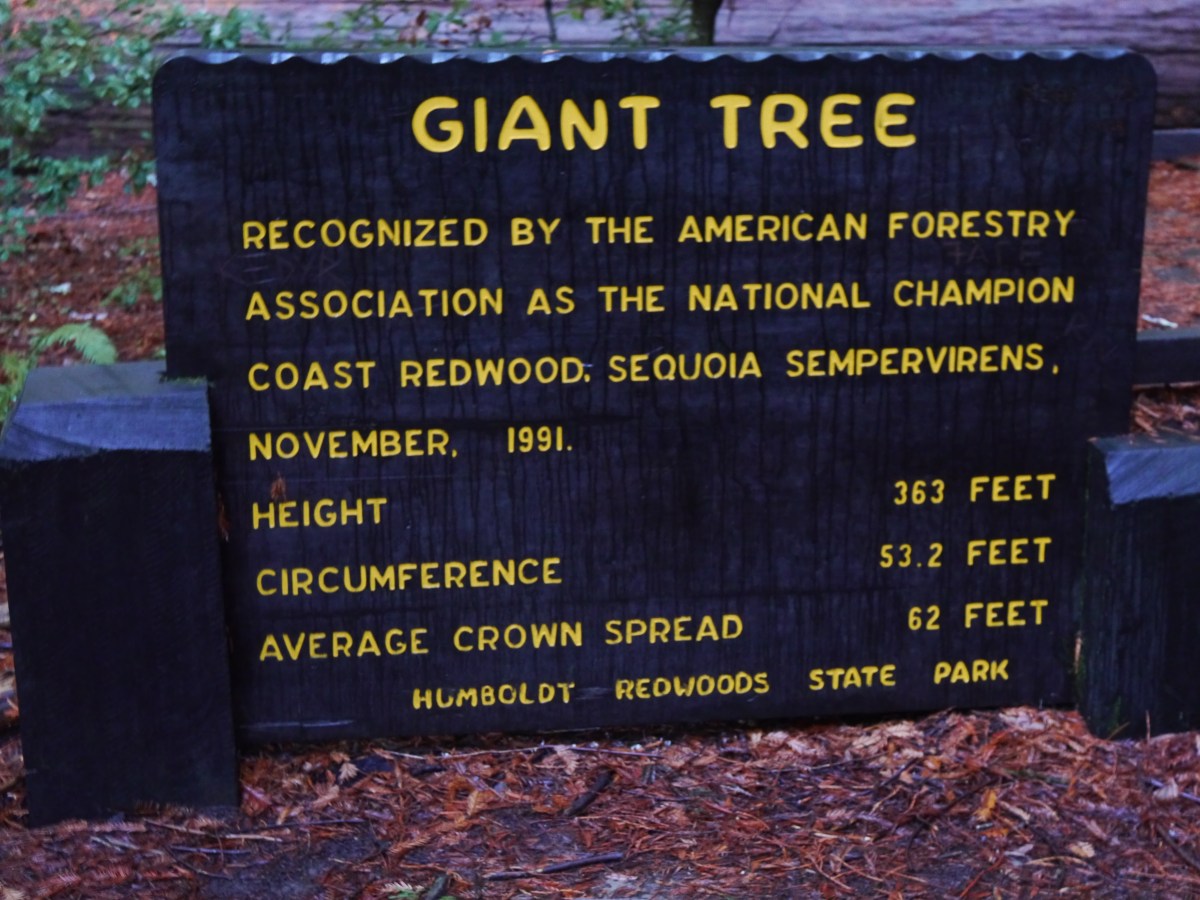 GIANT TREE
RECOGNIZED BY THE AMERICAN FORESTRY
ASSOCIATION AS THE NATIONAL CHAMPION
COAST REDWOOD, SEQUOIA SEMPERVIRENS,
NOVEMBER, 1991.
HEIGHT 363 FEET
CIRCUMFERENCE 53.2 FEET
AVERAGE CROWN SPREAD 62 FEET
HUMBOLDT REDWOODS STATE PARK